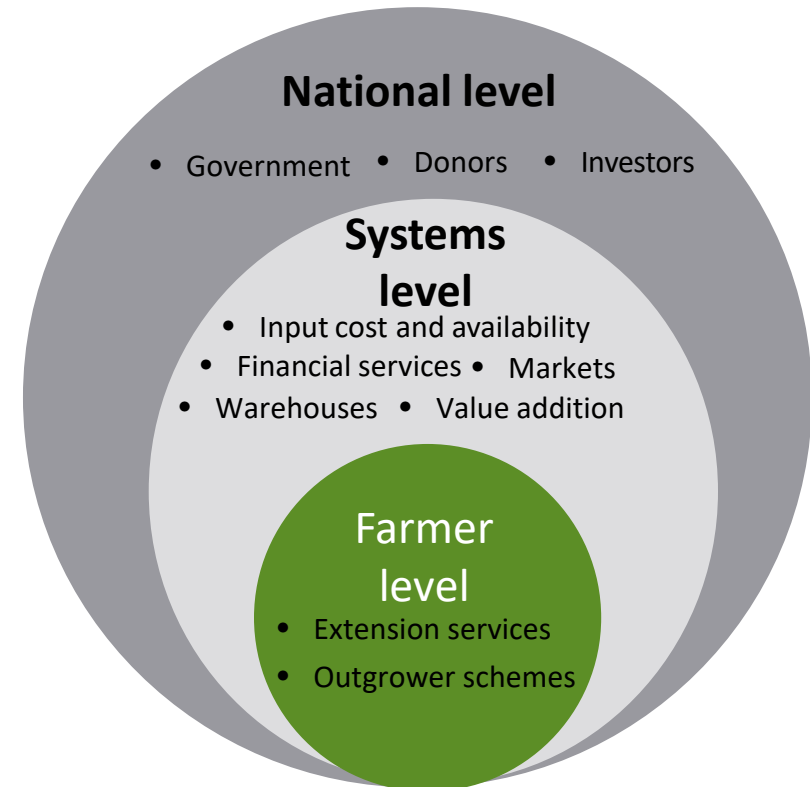 National level
• Government • Donors • Investors
Systems
level
• Input cost and availability
• Financial services • Markets
• Warehouses • Value addition
Farmer
level
• Extension services
• Outgrower schemes